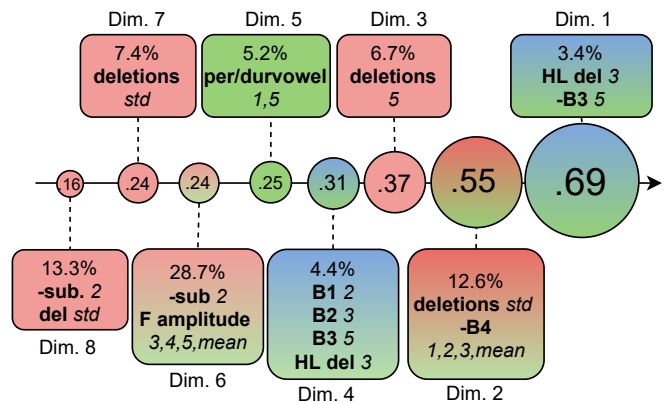 Dim. 7
Dim. 5
Dim. 3
Dim. 1
7.4%
deletions
std
5.2%
per/durvowel
1,5
6.7%
deletions
5
3.4%
HL del 3
-B3 5
.16
.24
.24
.25
.31
.37
.55
.69
13.3%
-sub. 2
del std
Dim. 8
28.7%
-sub 2
F amplitude
3,4,5,mean
Dim. 6
4.4%
B1 2
B2 3
B3 5
HL del 3
Dim. 4
12.6%
deletions std
-B4
1,2,3,mean
Dim. 2